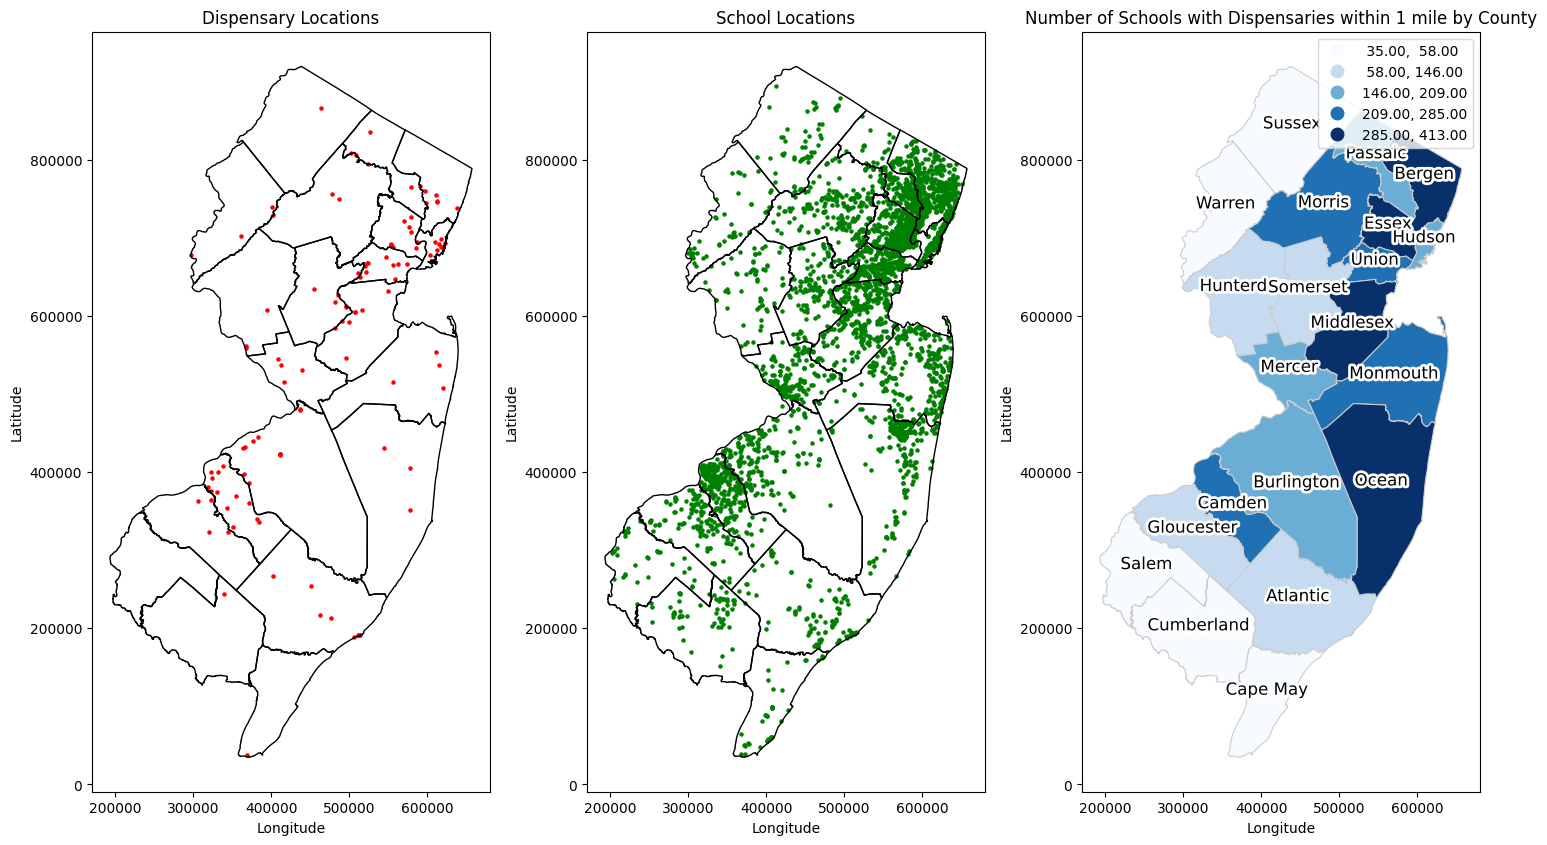 Dispensary Locations
800000
600000
400000
200000
0
Latitude
200000 300000 400000 500000 600000
Longitude
School Locations
800000
600000
400000
200000
0
Latitude
200000 300000 400000 500000 600000
Longitude
Number of Schools with Dispensaries within 1 mile by County
35.00, 58.00
58.00, 146.00
146.00, 209.00
209.00, 285.00
285.00, 413.00
Sussex
Passaic
Bergen
Warren
Morris
Essex
Hudson
Union
Hunterd
Somerset
Middlesex
Mercer
Monmouth
Burlington
Ocean
Camden
Gloucester
Salem
Atlantic
Cumberland
Cape May
800000
600000
400000
200000
0
Latitude
200000 300000 400000 500000 600000
Longitude